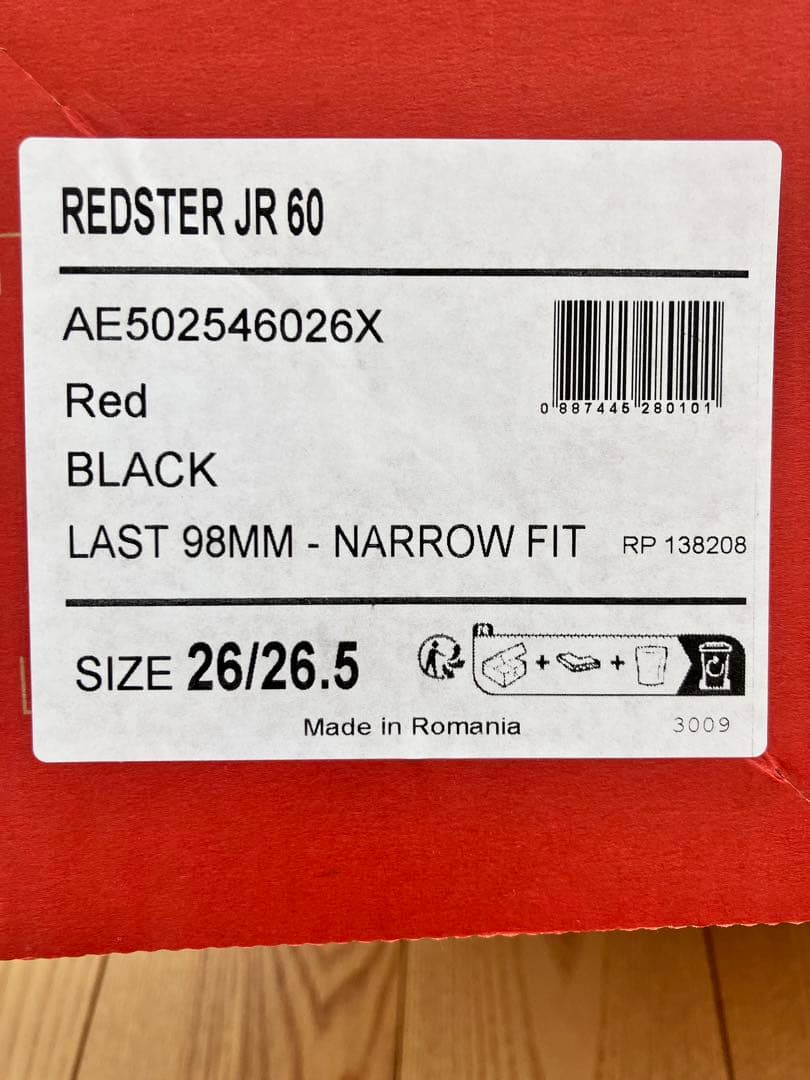 REDSTER JR 60
AE502546026X
0 887445 280101
Red
BLACK
LAST 98MM - NARROW FIT RP 138208
SIZE 26/26.5
FR
+ +
Made in Romania 3009